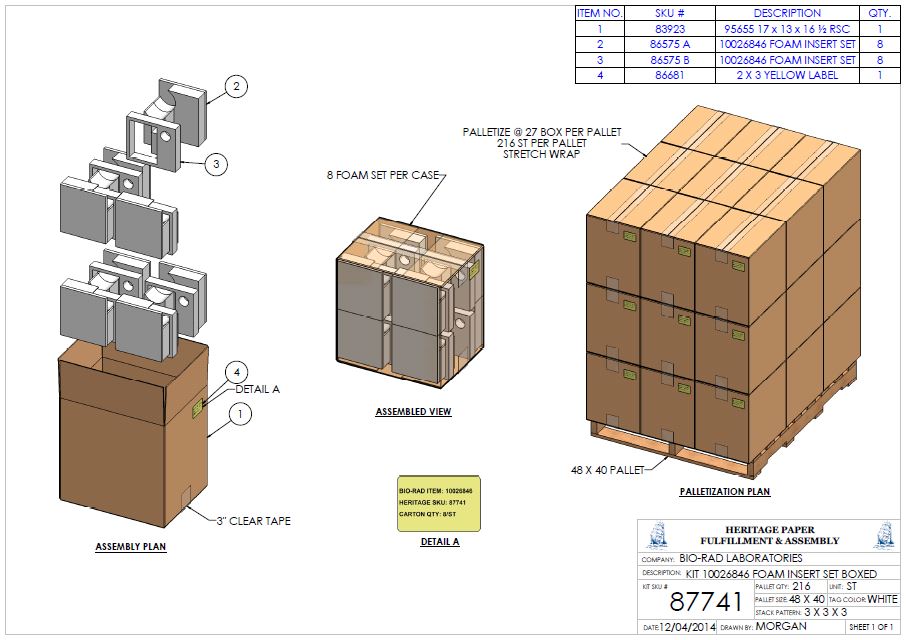 ITEM NO. SKU # DESCRIPTION QTY.
1 83923 95655 17 x 13 x 16 ½ RSC 1
2 86575 A 10026846 FOAM INSERT SET 8
3 86575 B 10026846 FOAM INSERT SET 8
4 86681 2 X 3 YELLOW LABEL 1
2
3
PALLETIZE @ 27 BOX PER PALLET
216 ST PER PALLET
STRETCH WRAP
8 FOAM SET PER CASE
4
DETAIL A
1
3" CLEAR TAPE
ASSEMBLY PLAN
ASSEMBLED VIEW
BIO-RAD ITEM: 10026846
HERITAGE SKU: 87741
CARTON QTY: 8/ST
DETAIL A
48 X 40 PALLET
PALLETIZATION PLAN
HERITAGE PAPER
FULFILLMENT & ASSEMBLY
COMPANY: BIO-RAD LABORATORIES
DESCRIPTION: KIT 10026846 FOAM INSERT SET BOXED
KIT SKU # 87741
PALLET QTY: 216 UNIT: ST
PALLET SIZE: 48 X 40 TAG COLOR: WHITE
STACK PATTERN: 3 X 3 X 3
DATE: 12/04/2014 DRAWN BY: MORGAN SHEET 1 OF 1